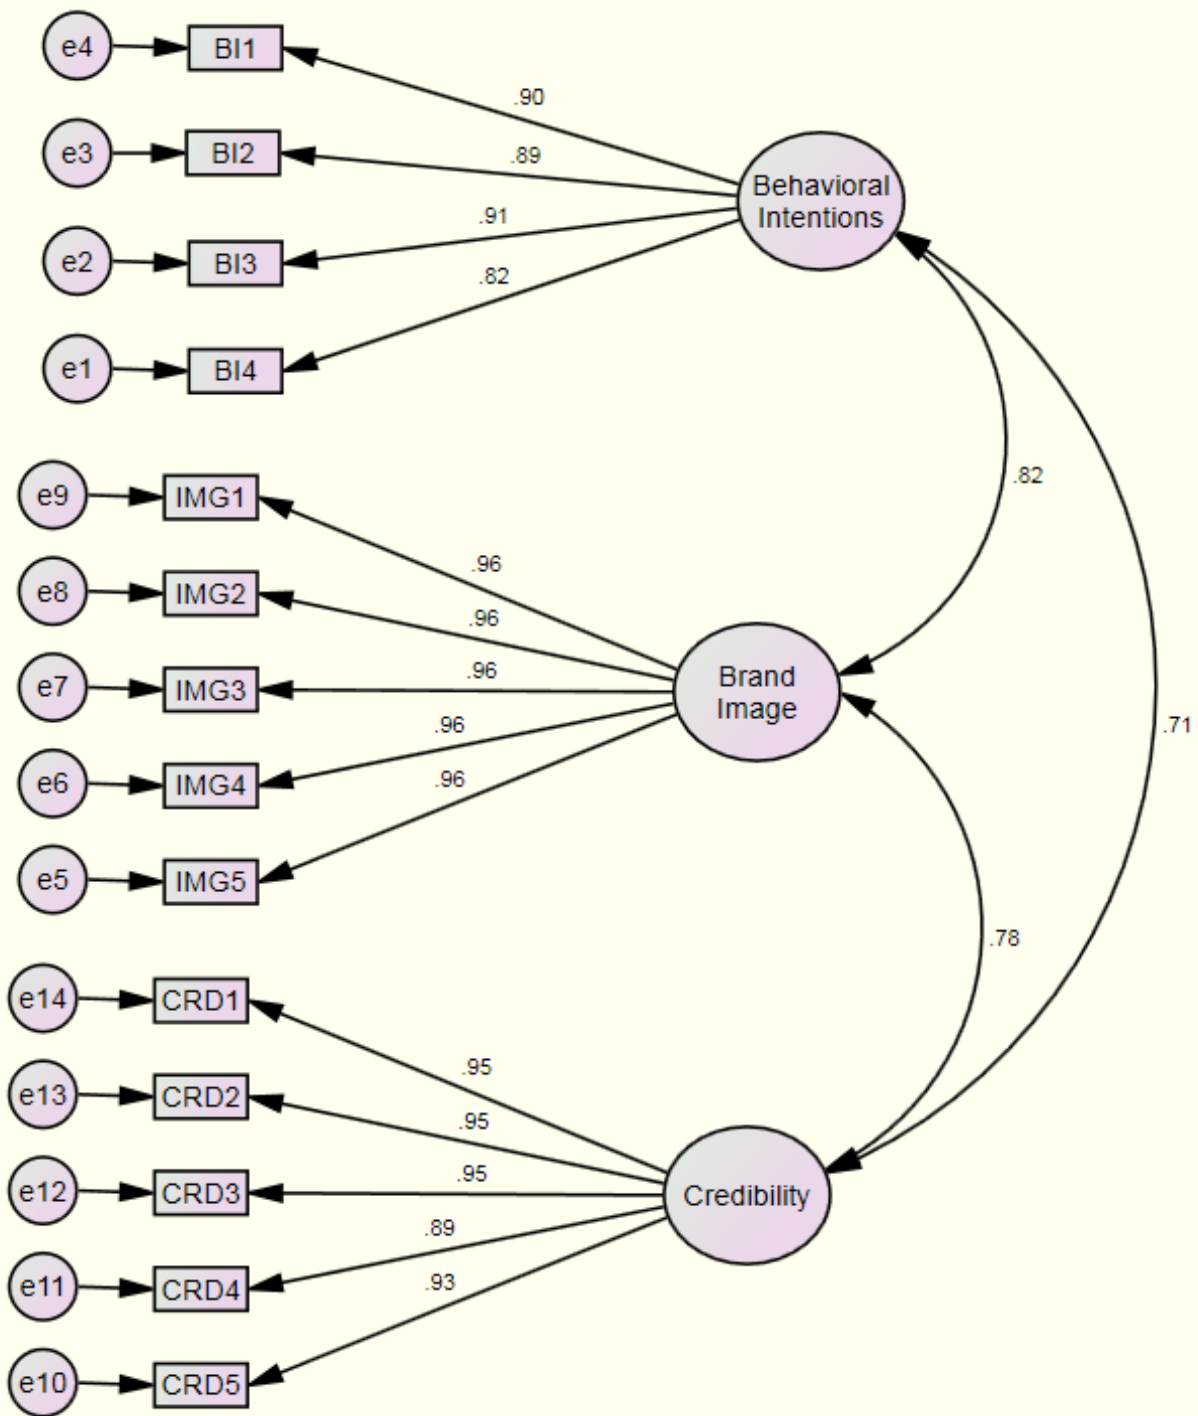 e4
BI1
.90
e3
BI2
.89
Behavioral
Intentions
e2
BI3
.91
e1
BI4
.82
.82
e9
IMG1
.96
e8
IMG2
.96
e7
IMG3
.96
Brand
Image
e6
IMG4
.96
.71
e5
IMG5
.96
.78
e14
CRD1
.95
e13
CRD2
.95
e12
CRD3
.95
Credibility
e11
CRD4
.89
e10
CRD5
.93